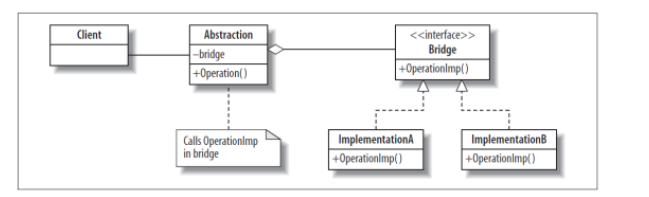 Client
Abstraction
–bridge
+Operation()
<<interface>>
Bridge
+OperationImp()
Calls OperationImp
in bridge
ImplementationA
+OperationImp()
ImplementationB
+OperationImp()